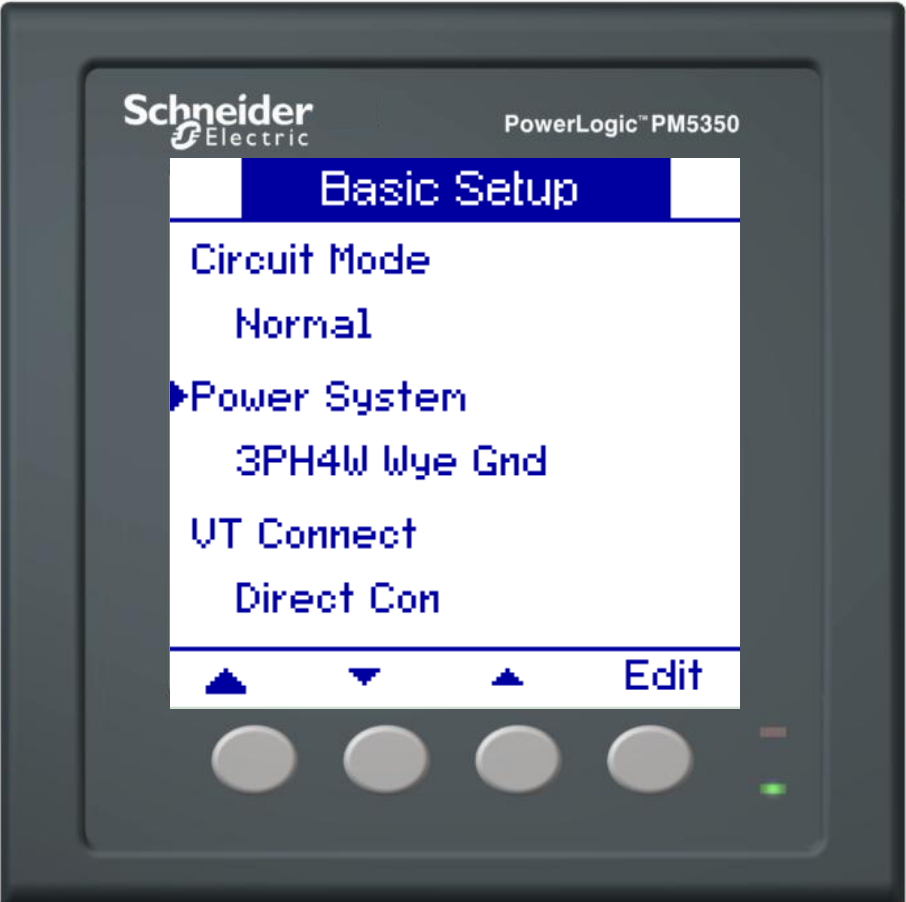 Schneider
Electric
PowerLogic™ PM5350
Basic Setup
Circuit Mode
Normal
Power System
3PH4W Wye Gnd
VT Connect
Direct Con
Edit